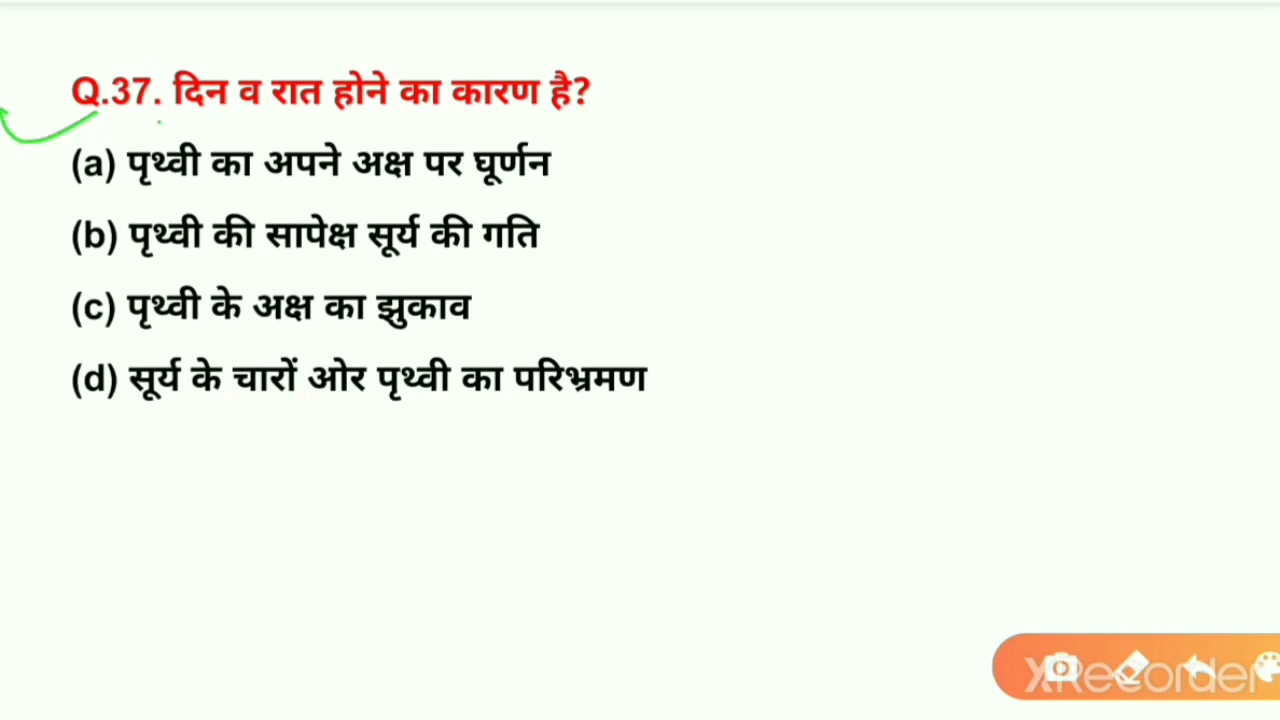 Q.37. दिन व रात होने का कारण है?
(a) पृथ्वी का अपने अक्ष पर घूर्णन
(b) पृथ्वी की सापेक्ष सूर्य की गति
(c) पृथ्वी के अक्ष का झुकाव
(d) सूर्य के चारों ओर पृथ्वी का परिभ्रमण
XRecorder